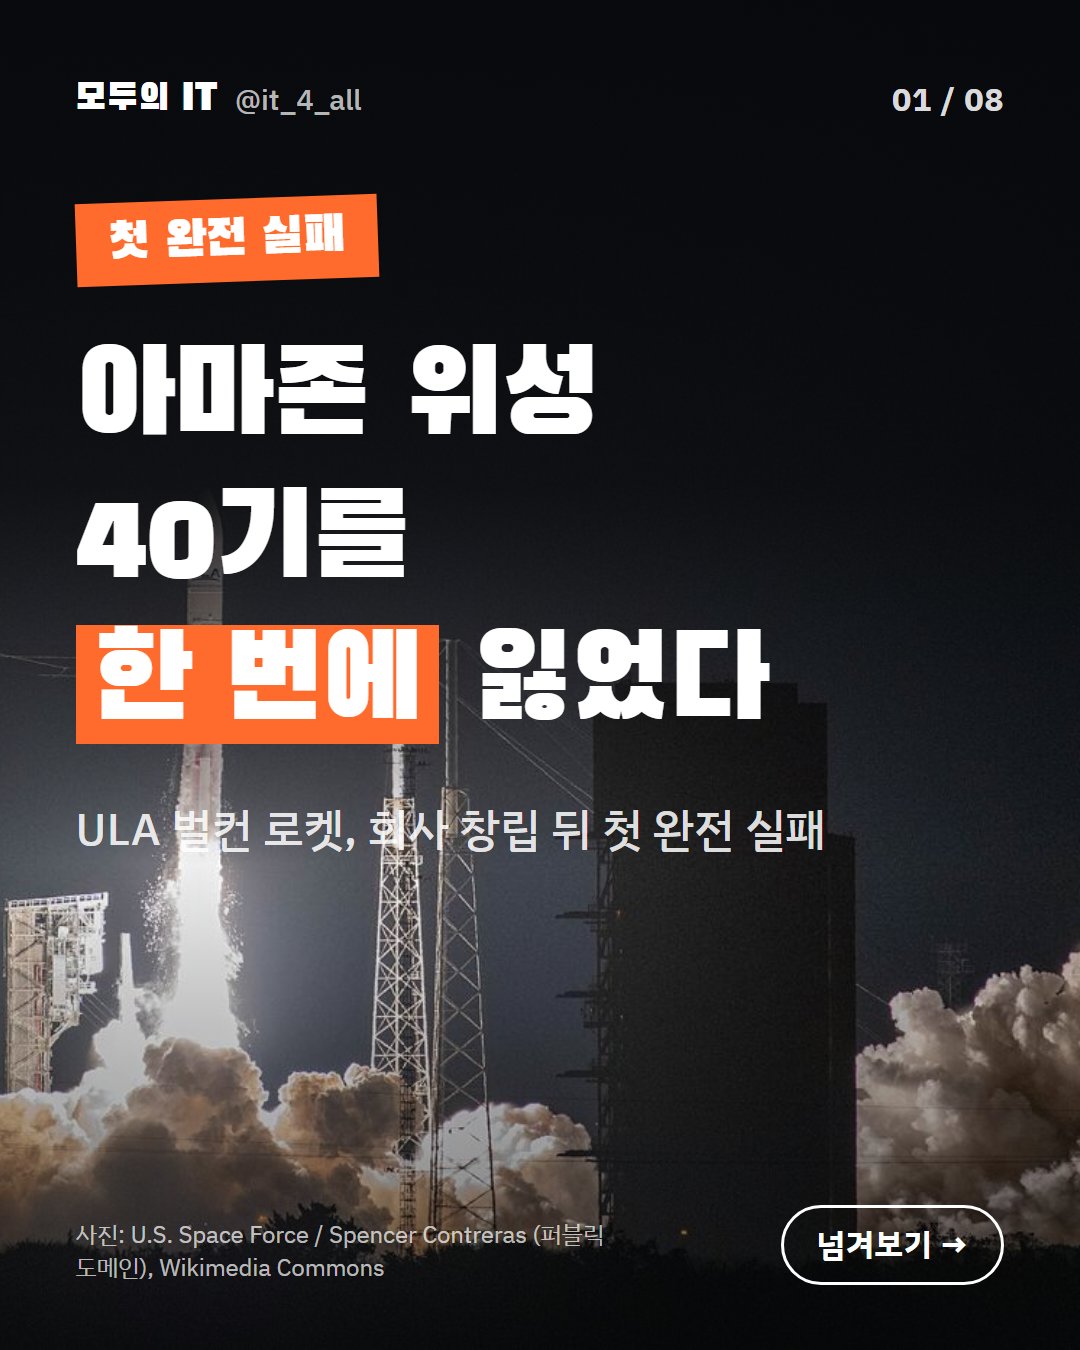 모두의 IT @it_4_all
01 / 08
첫 완전 실패
아마존 위성
40기를
한 번에 잃었다
ULA 벌컨 로켓, 회사 창립 뒤 첫 완전 실패
사진: U.S. Space Force / Spencer Contreras (퍼블릭
도메인), Wikimedia Commons
넘겨보기 →